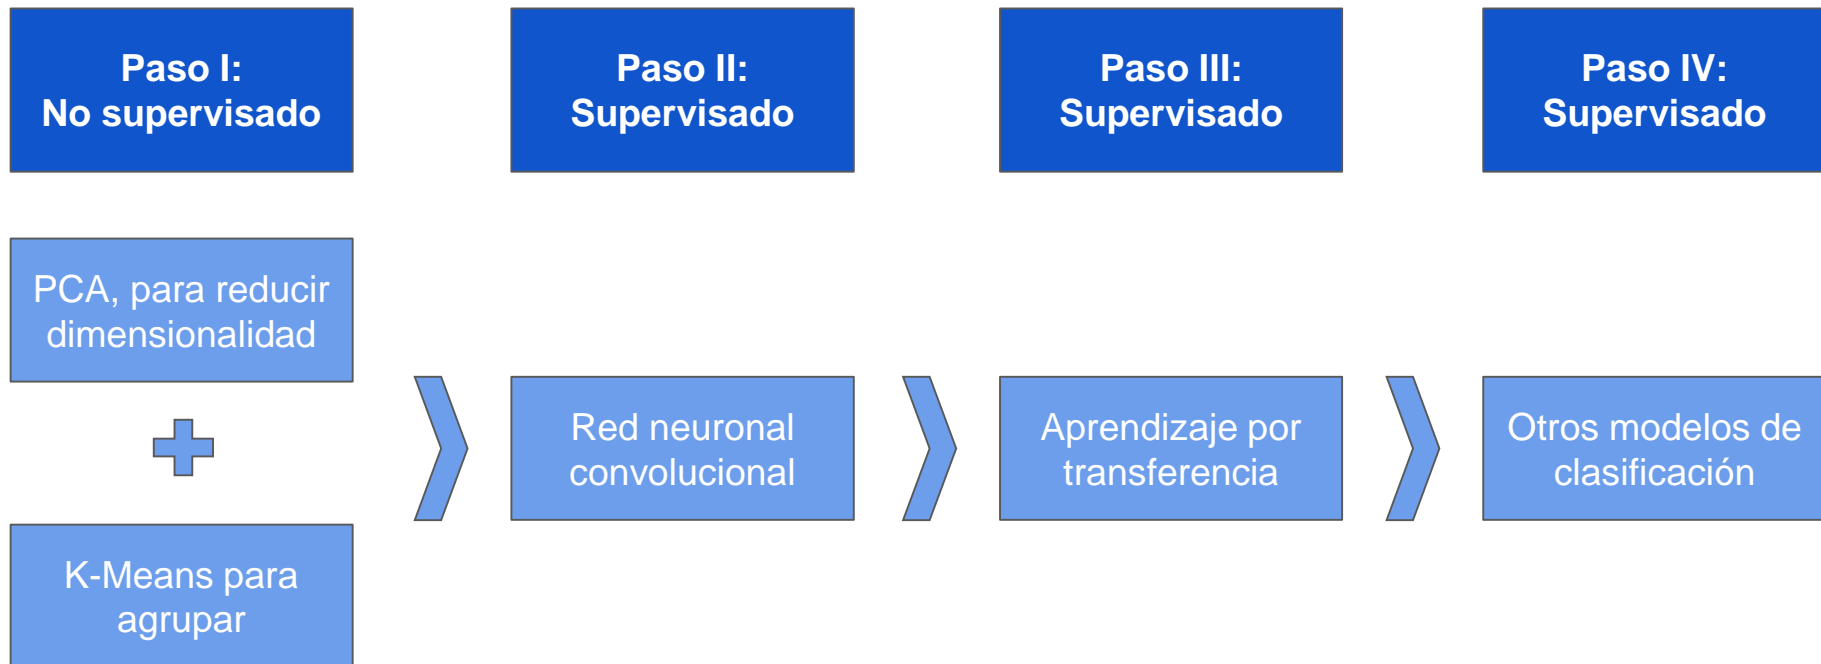 Paso I:
No supervisado
Paso II:
Supervisado
Paso III:
Supervisado
Paso IV:
Supervisado
PCA, para reducir
dimensionalidad
K-Means para
agrupar
Red neuronal
convolucional
Aprendizaje por
transferencia
Otros modelos de
clasificación